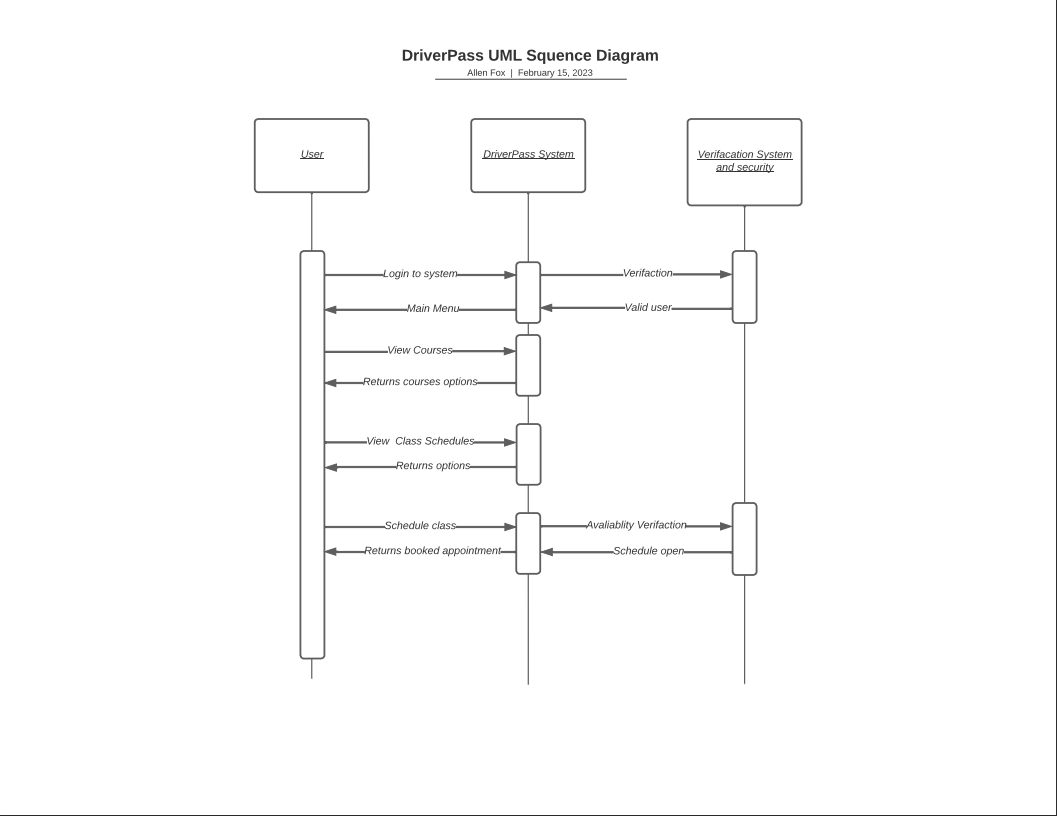 DriverPass UML Squence Diagram
Allen Fox | February 15, 2023
User
DriverPass System
Verifacation System
and security
Login to system
Verifaction
Main Menu
Valid user
View Courses
Returns courses options
View Class Schedules
Returns options
Schedule class
Avaliablity Verifaction
Returns booked appointment
Schedule open